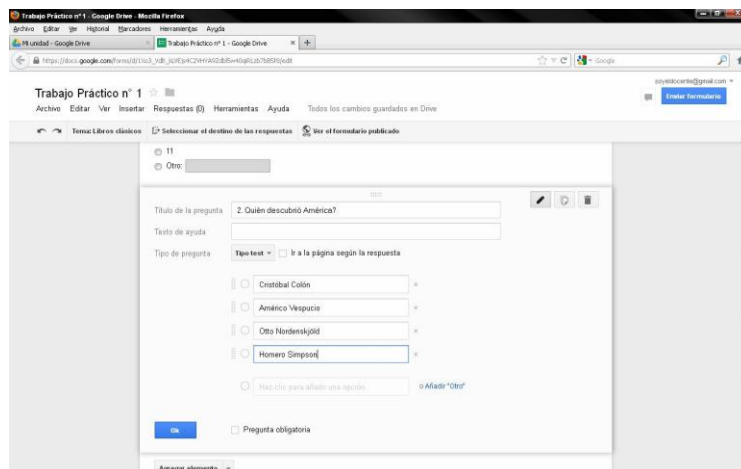 Trabajo Práctico nº 1 - Google Drive - Mozilla Firefox
Archivo Editar Ver Historial Marcadores Herramientas Ayuda
Mi unidad - Google Drive
Trabajo Práctico nº 1 - Google Drive
Google
soyeldocente@gmail.com
Trabajo Práctico nº 1
Enviar formulario
Archivo Editar Ver Insertar Respuestas (0) Herramientas Ayuda Todos los cambios guardados en Drive
Tema: Libros clásicos Seleccionar el destino de las respuestas Ver el formulario publicado
11
Otro:
Título de la pregunta 2. Quién descubrió América?
Texto de ayuda
Tipo de pregunta Tipo test Ir a la página según la respuesta
Cristóbal Colón
Américo Vespucio
Otto Nordenskjöld
Homero Simpson
Haz clic para añadir una opción o Añadir "Otro"
Ok Pregunta obligatoria
Agregar elemento